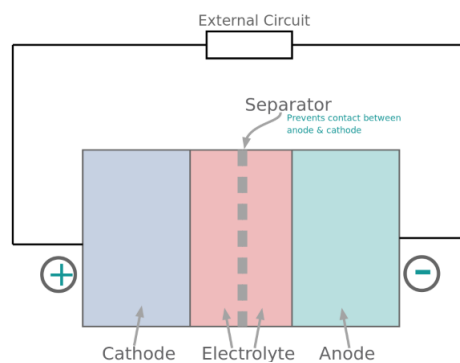 External Circuit
Separator
Prevents contact between
anode & cathode
+
-
Cathode
Electrolyte
Anode